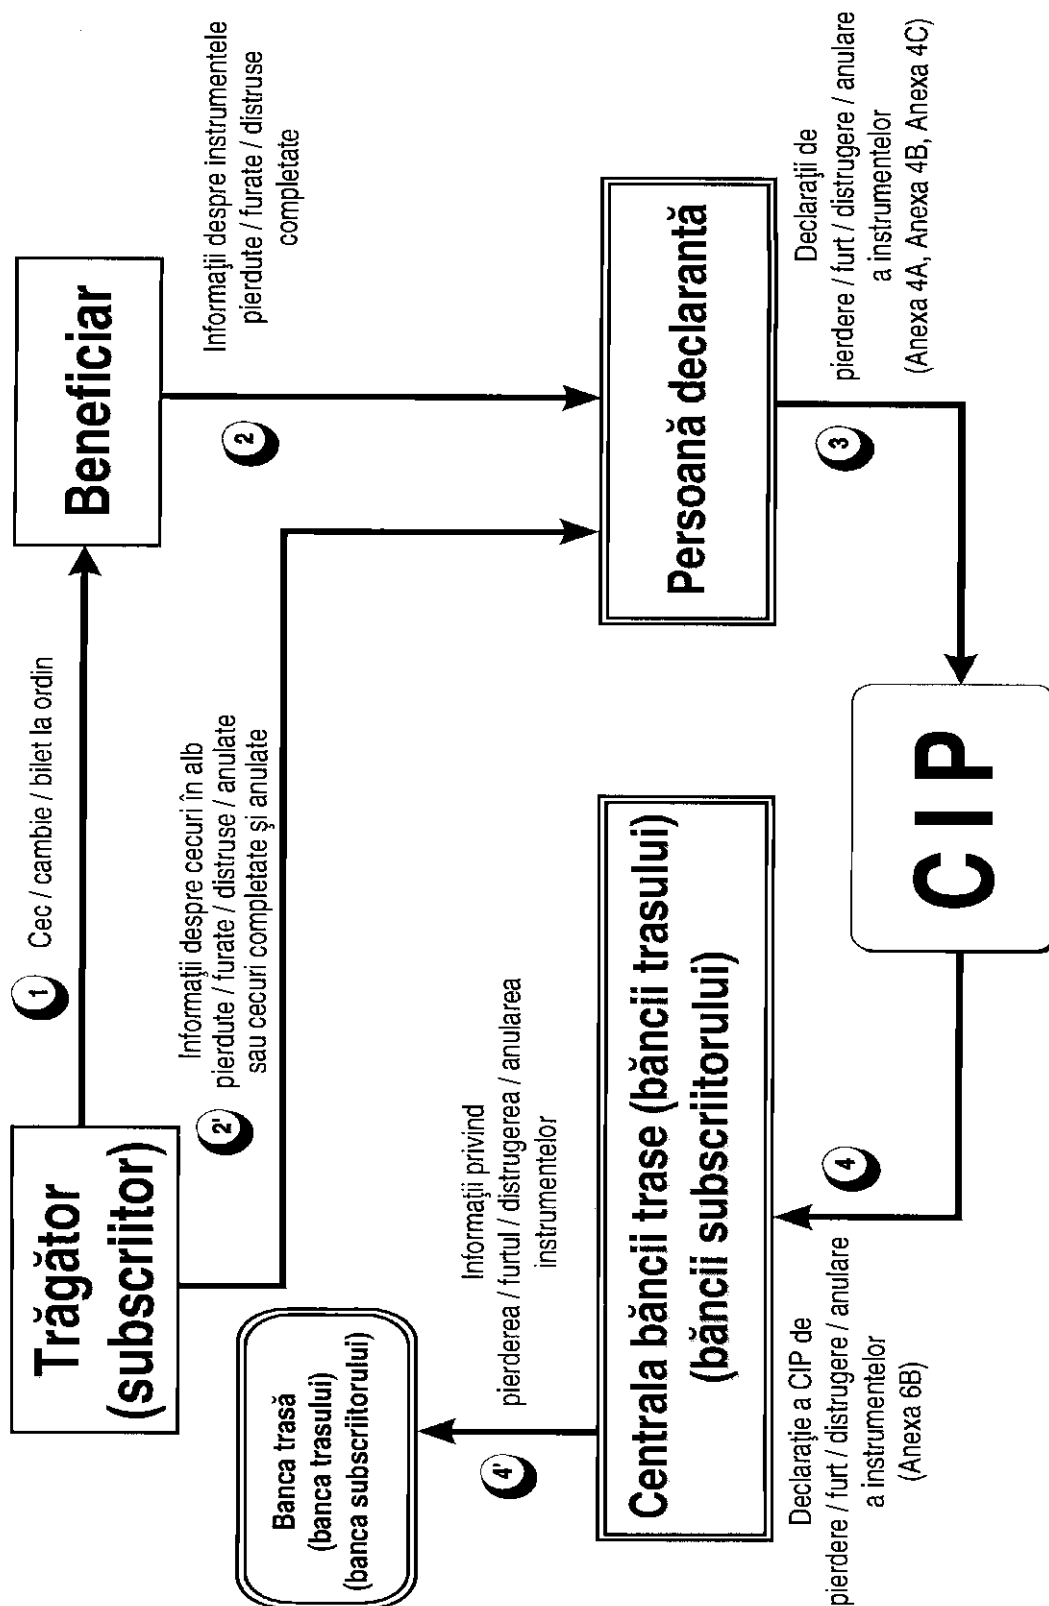 Trăgător
(subscriitor)
1
Cec / cambie / bilet la ordin
Beneficiar
2'
Informaţii despre cecuri în alb
pierdute / furate / distruse / anulate
sau cecuri completate şi anulate
2
Informaţii despre instrumentele
pierdute / furate / distruse
completate
Banca trasă
(banca trasului)
(banca subscriitorului)
4'
Informaţii privind
pierderea / furtul / distrugerea / anularea
instrumentelor
Persoană declarantă
Centrala băncii trase (băncii trasului)
(băncii subscriitorului)
3
Declaraţii de
pierdere / furt / distrugere / anulare
a instrumentelor
(Anexa 4A, Anexa 4B, Anexa 4C)
4
Declaraţie a CIP de
pierdere / furt / distrugere / anulare
a instrumentelor
(Anexa 6B)
C I P